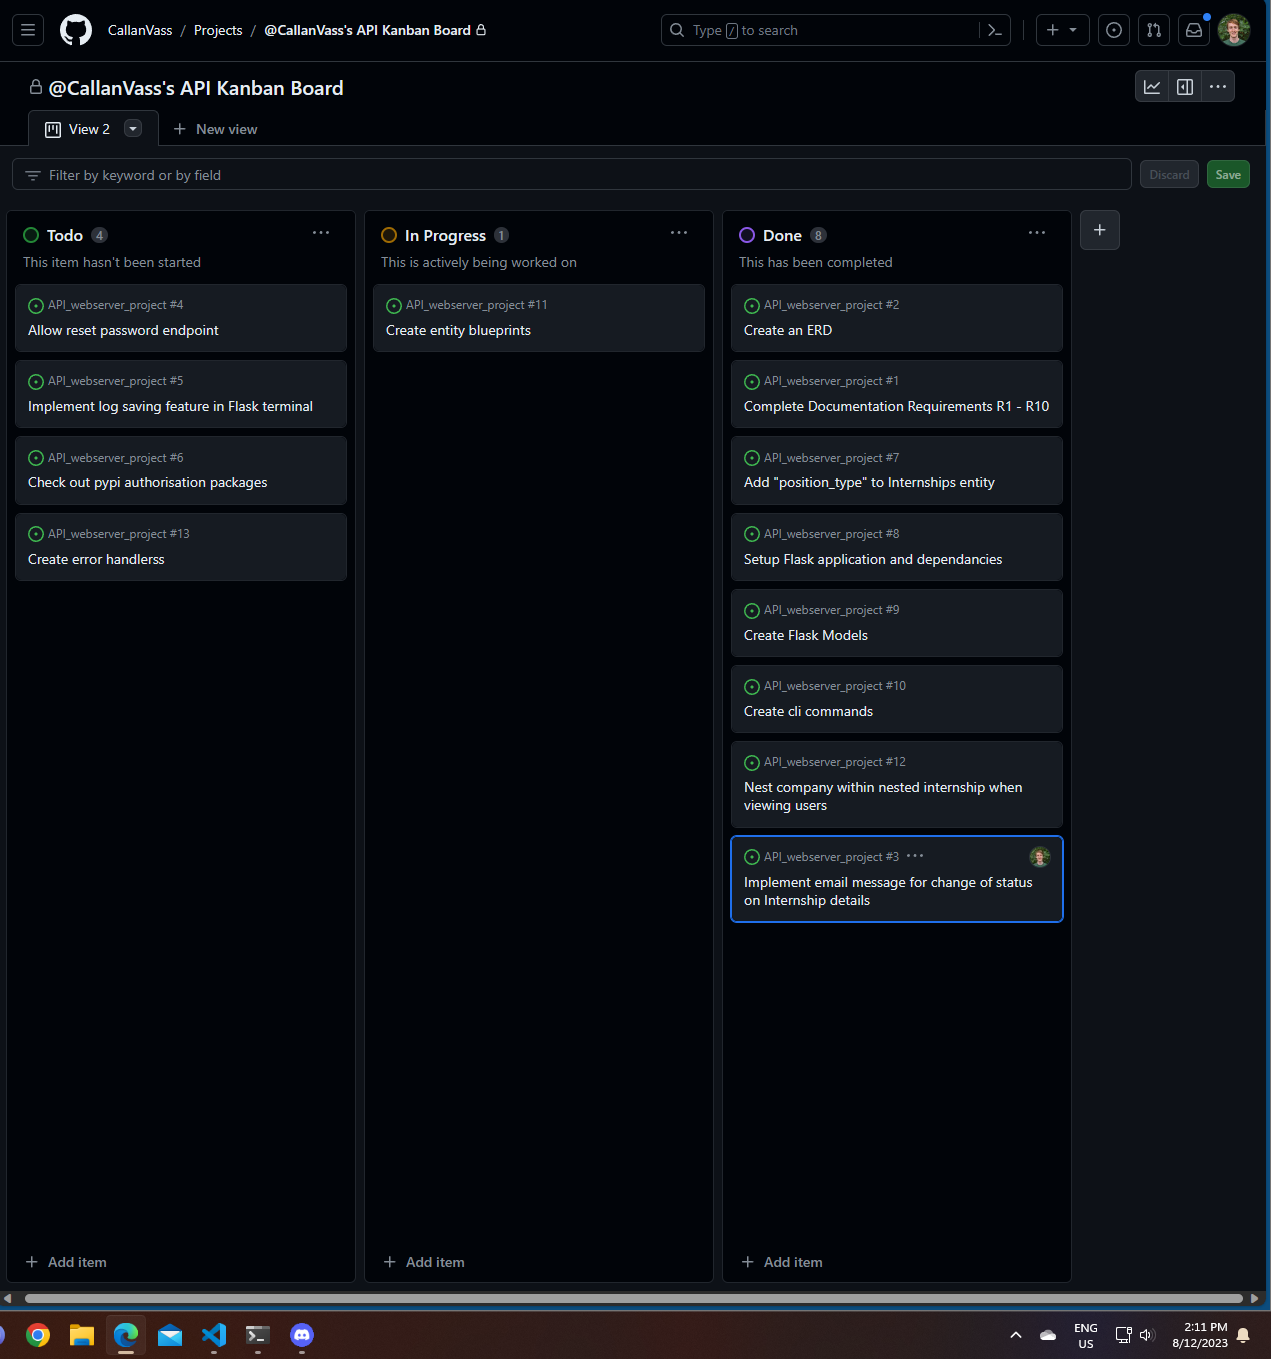 CallanVass / Projects / @CallanVass's API Kanban Board
Type / to search
@CallanVass's API Kanban Board
View 2
New view
Filter by keyword or by field
Discard
Save
Todo 4
This item hasn't been started
API_webserver_project #4
Allow reset password endpoint
API_webserver_project #5
Implement log saving feature in Flask terminal
API_webserver_project #6
Check out pypi authorisation packages
API_webserver_project #13
Create error handlerss
Add item
In Progress 1
This is actively being worked on
API_webserver_project #11
Create entity blueprints
Add item
Done 8
This has been completed
API_webserver_project #2
Create an ERD
API_webserver_project #1
Complete Documentation Requirements R1 - R10
API_webserver_project #7
Add "position_type" to Internships entity
API_webserver_project #8
Setup Flask application and dependancies
API_webserver_project #9
Create Flask Models
API_webserver_project #10
Create cli commands
API_webserver_project #12
Nest company within nested internship when
viewing users
API_webserver_project #3
Implement email message for change of status
on Internship details
Add item
ENG
US
2:11 PM
8/12/2023